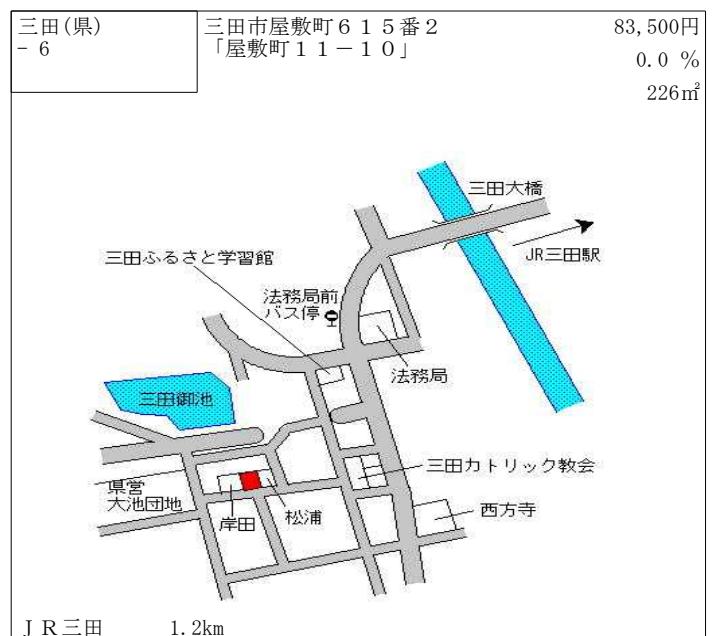 三田(県)
－６
三田市屋敷町６１５番２
「屋敷町１１－１０」
83,500円
0.0 %
226㎡
三田大橋
JR三田駅
三田ふるさと学習館
法務局前
バス停
法務局
三田御池
三田カトリック教会
県営
大池団地
岸田
松浦
西方寺
ＪＲ三田　　1.2km